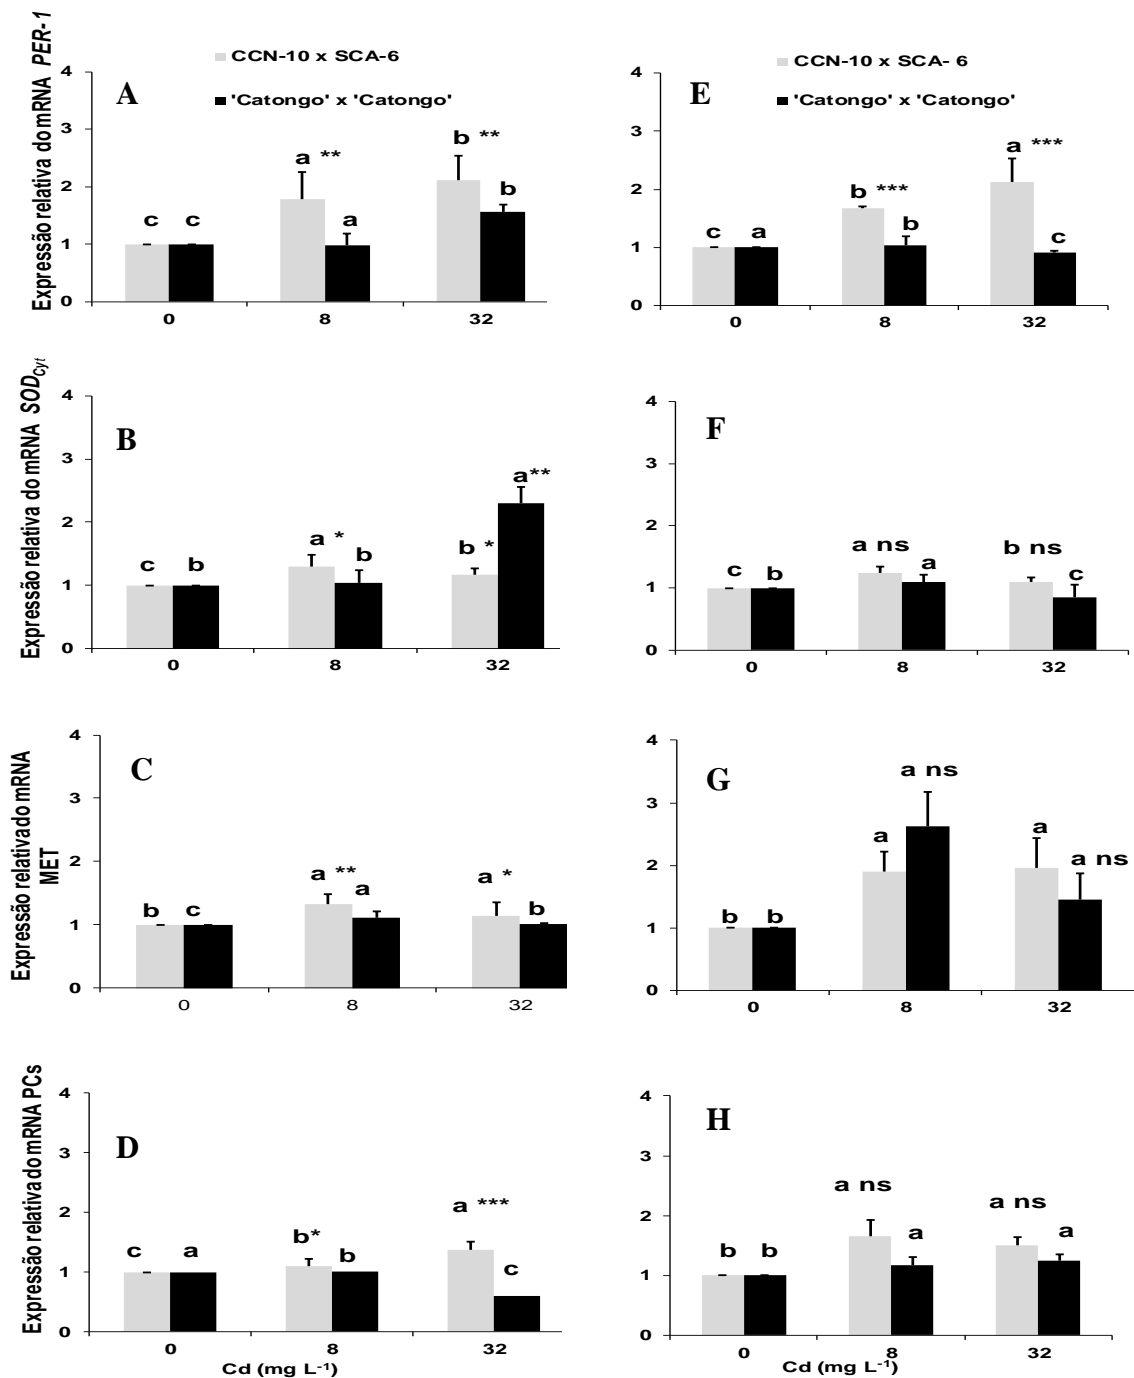 Expressão relativa do mRNA PER-1
CCN-10 x SCA-6
'Catongo' x 'Catongo'
A
4
3
2
1
0
c c
a **
a
b **
b
0 8 32
CCN-10 x SCA- 6
'Catongo' x 'Catongo'
E
4
3
2
1
0
c a
b ***
b
a ***
c
0 8 32
Expressão relativa do mRNA SODCyt
B
4
3
2
1
0
c b
a *
b
b *
a**
0 8 32
F
4
3
2
1
0
c b
a ns
a
b ns
c
0 8 32
Expressão relativa do mRNA
MET
C
4
3
2
1
0
b c
a **
a
a *
b
0 8 32
G
4
3
2
1
0
b b
a
a ns
a
a ns
0 8 32
Expressão relativa do mRNA PCs
D
4
3
2
1
0
c a
b*
b
a ***
c
0 8 32
Cd (mg L⁻¹)
H
4
3
2
1
0
b b
a ns
a
a ns
a
0 8 32
Cd (mg L⁻¹)